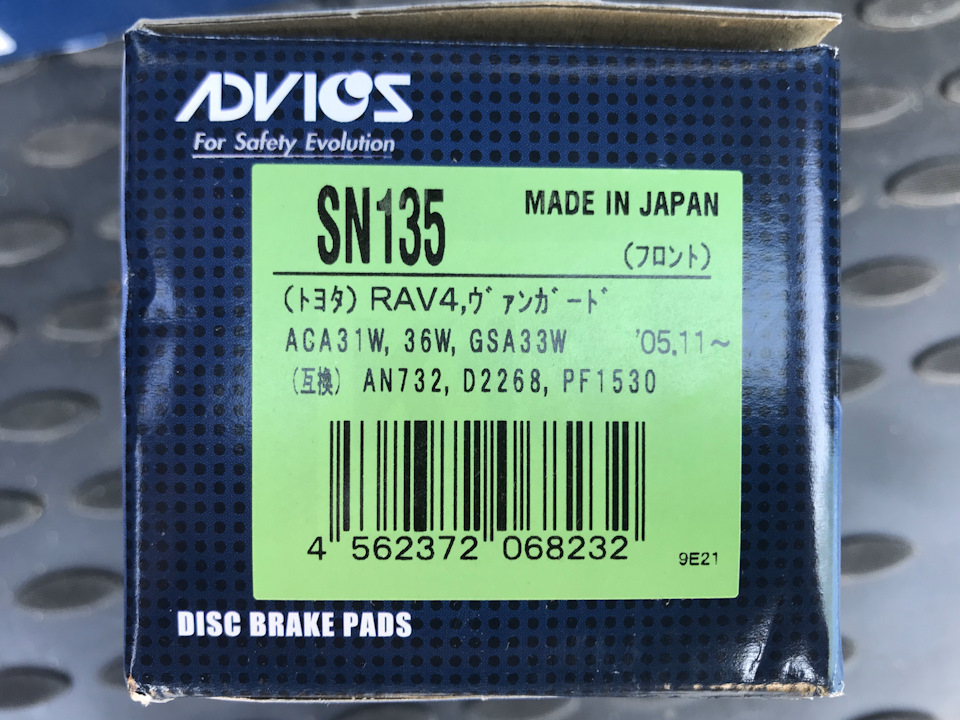 ADVICS
For Safety Evolution
SN135
MADE IN JAPAN
(フロント)
(トヨタ) RAV4,ヴァンガード
ACA31W, 36W, GSA33W '05.11～
(互換) AN732, D2268, PF1530
4 562372 068232
9E21
DISC BRAKE PADS